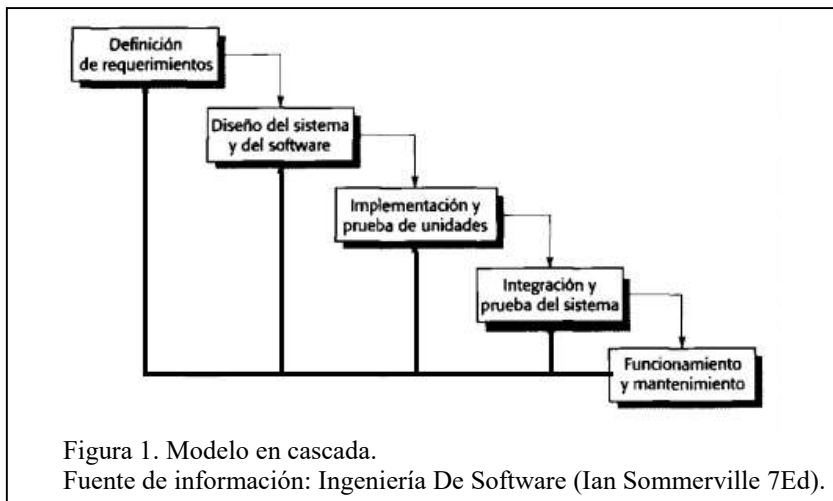 Definición
de requerimientos
Diseño del sistema
y del software
Implementación y
prueba de unidades
Integración y
prueba del sistema
Funcionamiento
y mantenimiento
Figura 1. Modelo en cascada.
Fuente de información: Ingeniería De Software (Ian Sommerville 7Ed).